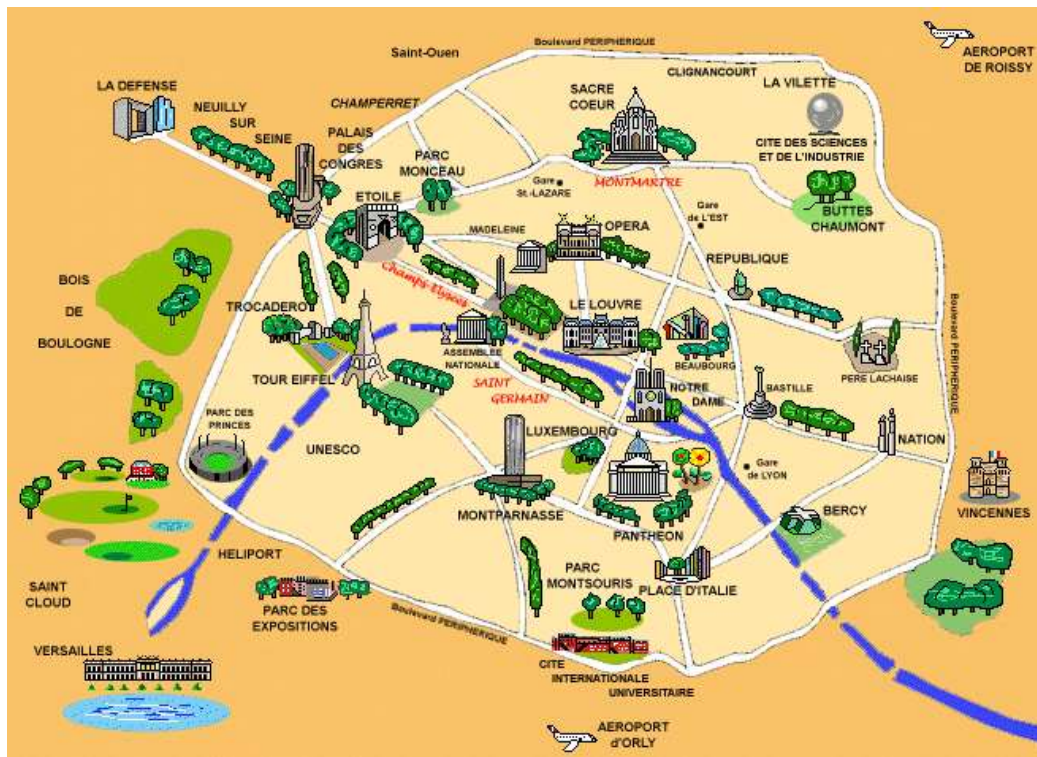 Boulevard PERIPHERIQUE
AEROPORT
DE ROISSY
Saint-Ouen
CLIGNANCOURT
LA VILETTE
LA DEFENSE
NEUILLY
SUR
SEINE
CHAMPERRET
SACRE
COEUR
PALAIS
DES
CONGRES
CITE DES SCIENCES
ET DE L'INDUSTRIE
PARC
MONCEAU
Gare
St.-LAZARE
MONTMARTRE
ETOILE
Gare
de L'EST
BUTTES
CHAUMONT
MADELEINE
OPERA
REPUBLIQUE
Champs-Elysées
BOIS
DE
BOULOGNE
TROCADERO
LE LOUVRE
Boulevard PERIPHERIQUE
ASSEMBLEE
NATIONALE
BEAUBOURG
PERE LACHAISE
TOUR EIFFEL
SAINT
GERMAIN
NOTRE
DAME
BASTILLE
PARC DES
PRINCES
UNESCO
LUXEMBOURG
NATION
Gare
de LYON
MONTPARNASSE
PANTHEON
BERCY
VINCENNES
HELIPORT
PARC
MONTSOURIS
PLACE D'ITALIE
SAINT
CLOUD
PARC DES
EXPOSITIONS
Boulevard PERIPHERIQUE
VERSAILLES
CITE
INTERNATIONALE
UNIVERSITAIRE
AEROPORT
d'ORLY